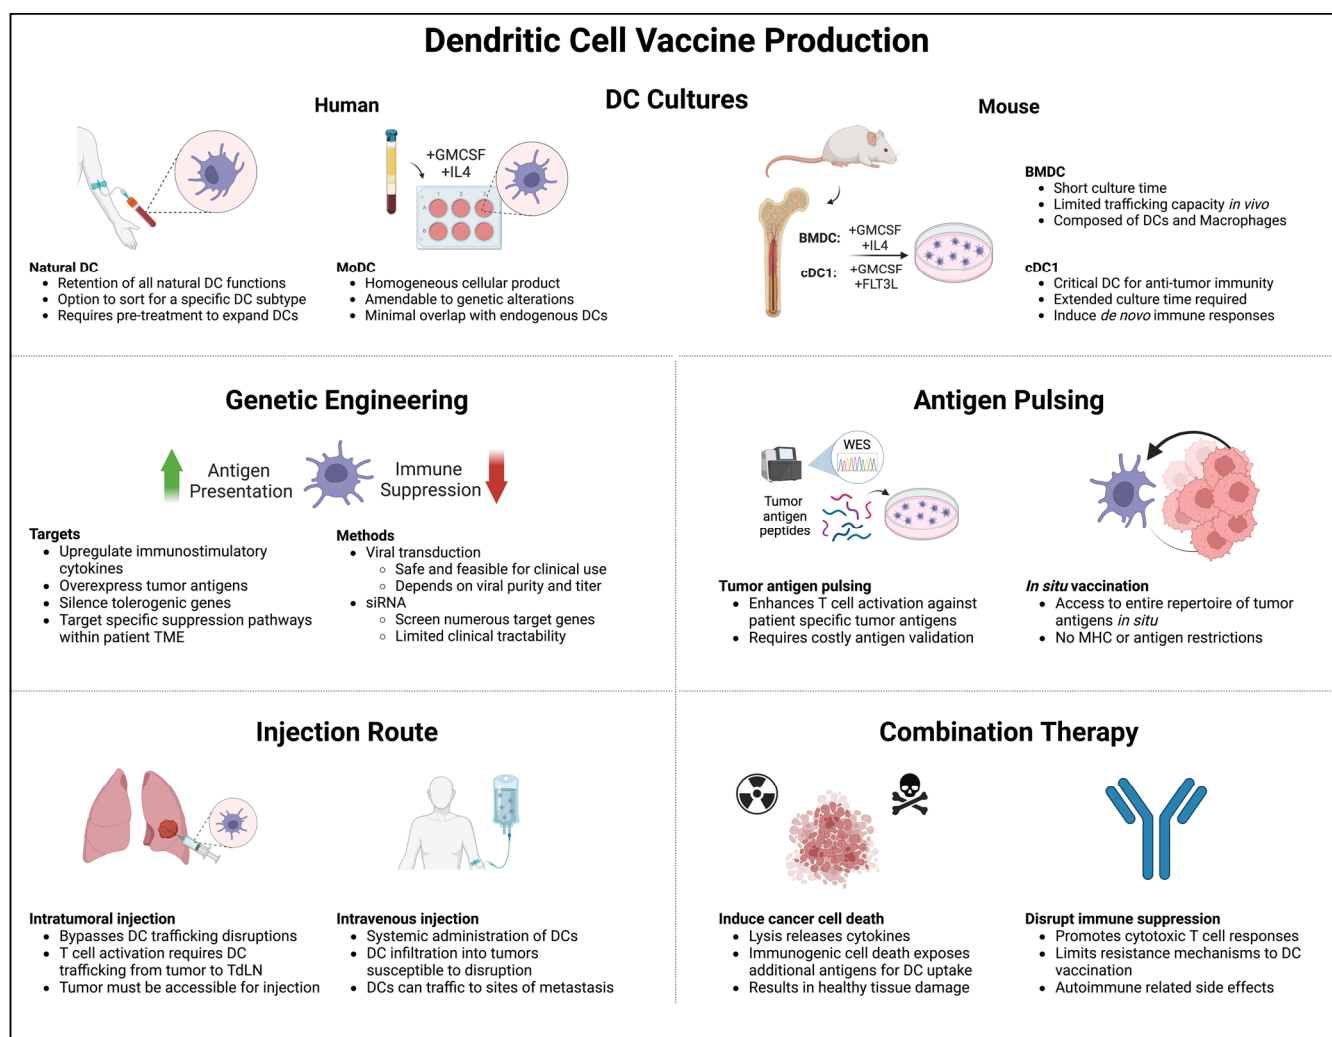 Dendritic Cell Vaccine Production
DC Cultures
Human
Mouse
+GMCSF
+IL4
1 2 3
A
B
Natural DC
• Retention of all natural DC functions
• Option to sort for a specific DC subtype
• Requires pre-treatment to expand DCs
MoDC
• Homogeneous cellular product
• Amendable to genetic alterations
• Minimal overlap with endogenous DCs
BMDC: +GMCSF
+IL4
cDC1: +GMCSF
+FLT3L
BMDC
• Short culture time
• Limited trafficking capacity in vivo
• Composed of DCs and Macrophages
cDC1
• Critical DC for anti-tumor immunity
• Extended culture time required
• Induce de novo immune responses
Genetic Engineering
Antigen
Presentation
Immune
Suppression
Targets
• Upregulate immunostimulatory
cytokines
• Overexpress tumor antigens
• Silence tolerogenic genes
• Target specific suppression pathways
within patient TME
Methods
• Viral transduction
○ Safe and feasible for clinical use
○ Depends on viral purity and titer
• siRNA
○ Screen numerous target genes
○ Limited clinical tractability
Antigen Pulsing
WES
Tumor
antigen
peptides
Tumor antigen pulsing
• Enhances T cell activation against
patient specific tumor antigens
• Requires costly antigen validation
In situ vaccination
• Access to entire repertoire of tumor
antigens in situ
• No MHC or antigen restrictions
Injection Route
Intratumoral injection
• Bypasses DC trafficking disruptions
• T cell activation requires DC
trafficking from tumor to TdLN
• Tumor must be accessible for injection
Intravenous injection
• Systemic administration of DCs
• DC infiltration into tumors
susceptible to disruption
• DCs can traffic to sites of metastasis
Combination Therapy
Induce cancer cell death
• Lysis releases cytokines
• Immunogenic cell death exposes
additional antigens for DC uptake
• Results in healthy tissue damage
Disrupt immune suppression
• Promotes cytotoxic T cell responses
• Limits resistance mechanisms to DC
vaccination
• Autoimmune related side effects